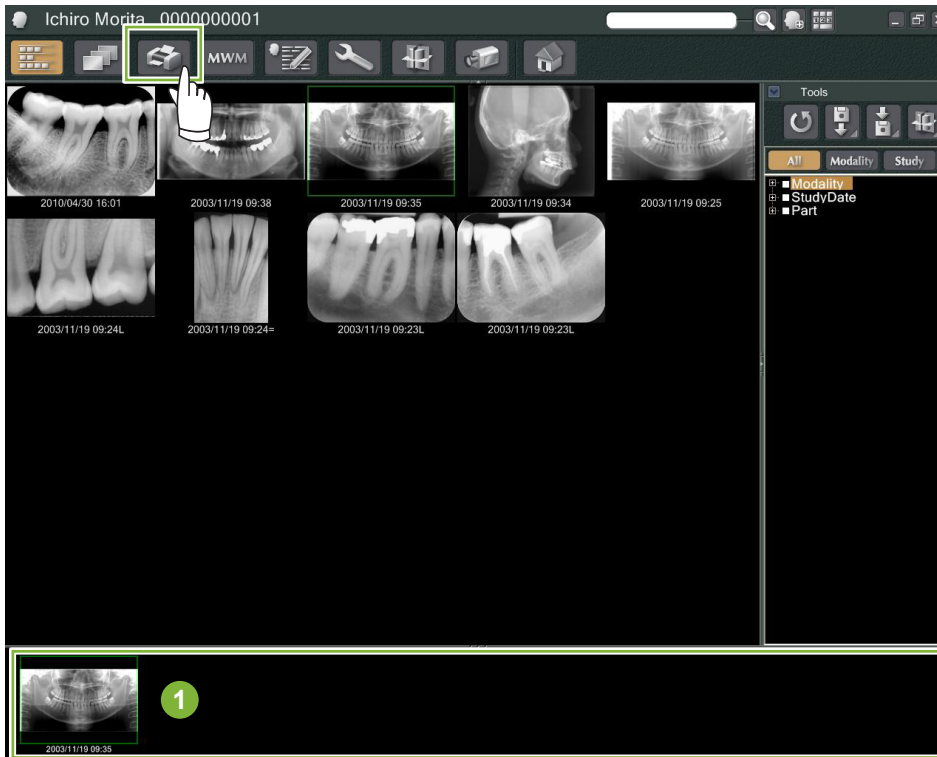 Ichiro Morita 0000000001
MWM
Tools
All Modality Study
Modality
StudyDate
Part
2010/04/30 16:01
2003/11/19 09:38
2003/11/19 09:35
2003/11/19 09:34
2003/11/19 09:25
2003/11/19 09:24L
2003/11/19 09:24=
2003/11/19 09:23L
2003/11/19 09:23L
1
2003/11/19 09:35